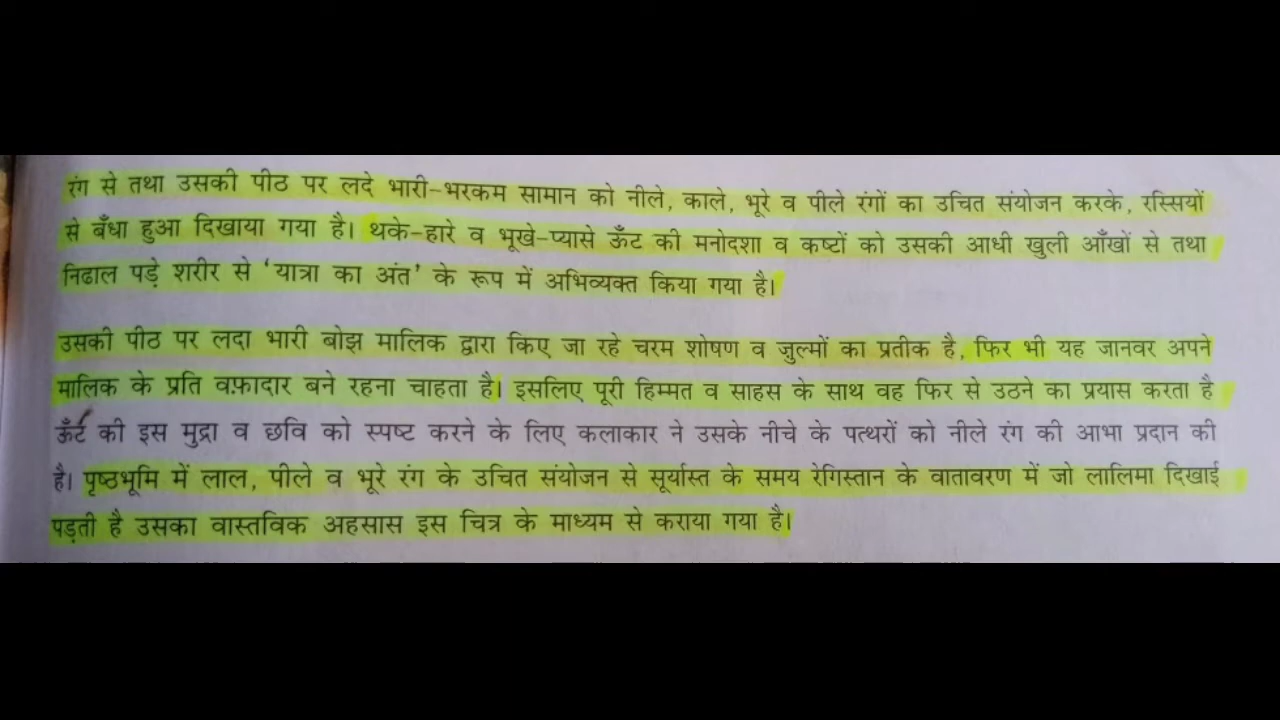 रंग से तथा उसकी पीठ पर लदे भारी-भरकम सामान को नीले, काले, भूरे व पीले रंगों का उचित संयोजन करके, रस्सियों
से बँधा हुआ दिखाया गया है। थके-हारे व भूखे-प्यासे ऊँट की मनोदशा व कष्टों को उसकी आधी खुली आँखों से तथा
निढाल पड़े शरीर से 'यात्रा का अंत' के रूप में अभिव्यक्त किया गया है।
उसकी पीठ पर लदा भारी बोझ मालिक द्वारा किए जा रहे चरम शोषण व ज़ुल्मों का प्रतीक है, फिर भी यह जानवर अपने
मालिक के प्रति वफ़ादार बने रहना चाहता है। इसलिए पूरी हिम्मत व साहस के साथ वह फिर से उठने का प्रयास करता है
ऊँट की इस मुद्रा व छवि को स्पष्ट करने के लिए कलाकार ने उसके नीचे के पत्थरों को नीले रंग की आभा प्रदान की
है। पृष्ठभूमि में लाल, पीले व भूरे रंग के उचित संयोजन से सूर्यास्त के समय रेगिस्तान के वातावरण में जो लालिमा दिखाई
पड़ती है उसका वास्तविक अहसास इस चित्र के माध्यम से कराया गया है।